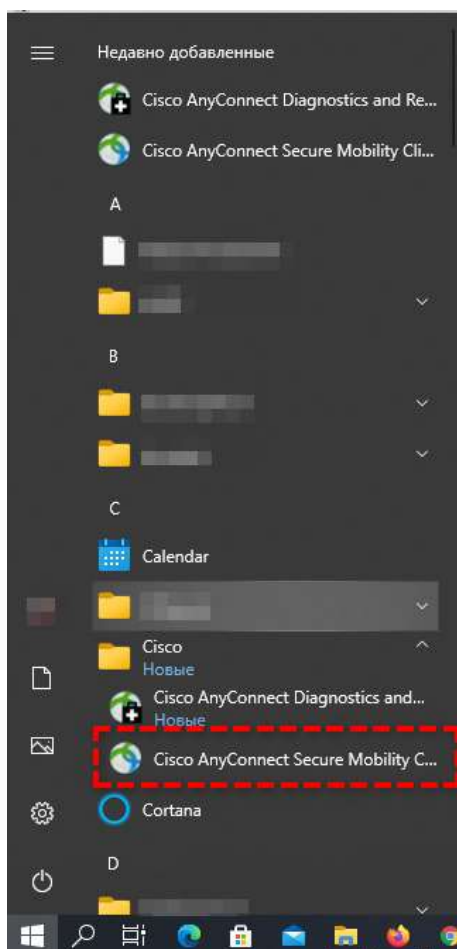 Недавно добавленные
Cisco AnyConnect Diagnostics and Re...
Cisco AnyConnect Secure Mobility Cli...
A
B
C
Calendar
Cisco
Новые
Cisco AnyConnect Diagnostics and...
Новые
Cisco AnyConnect Secure Mobility C...
Cortana
D